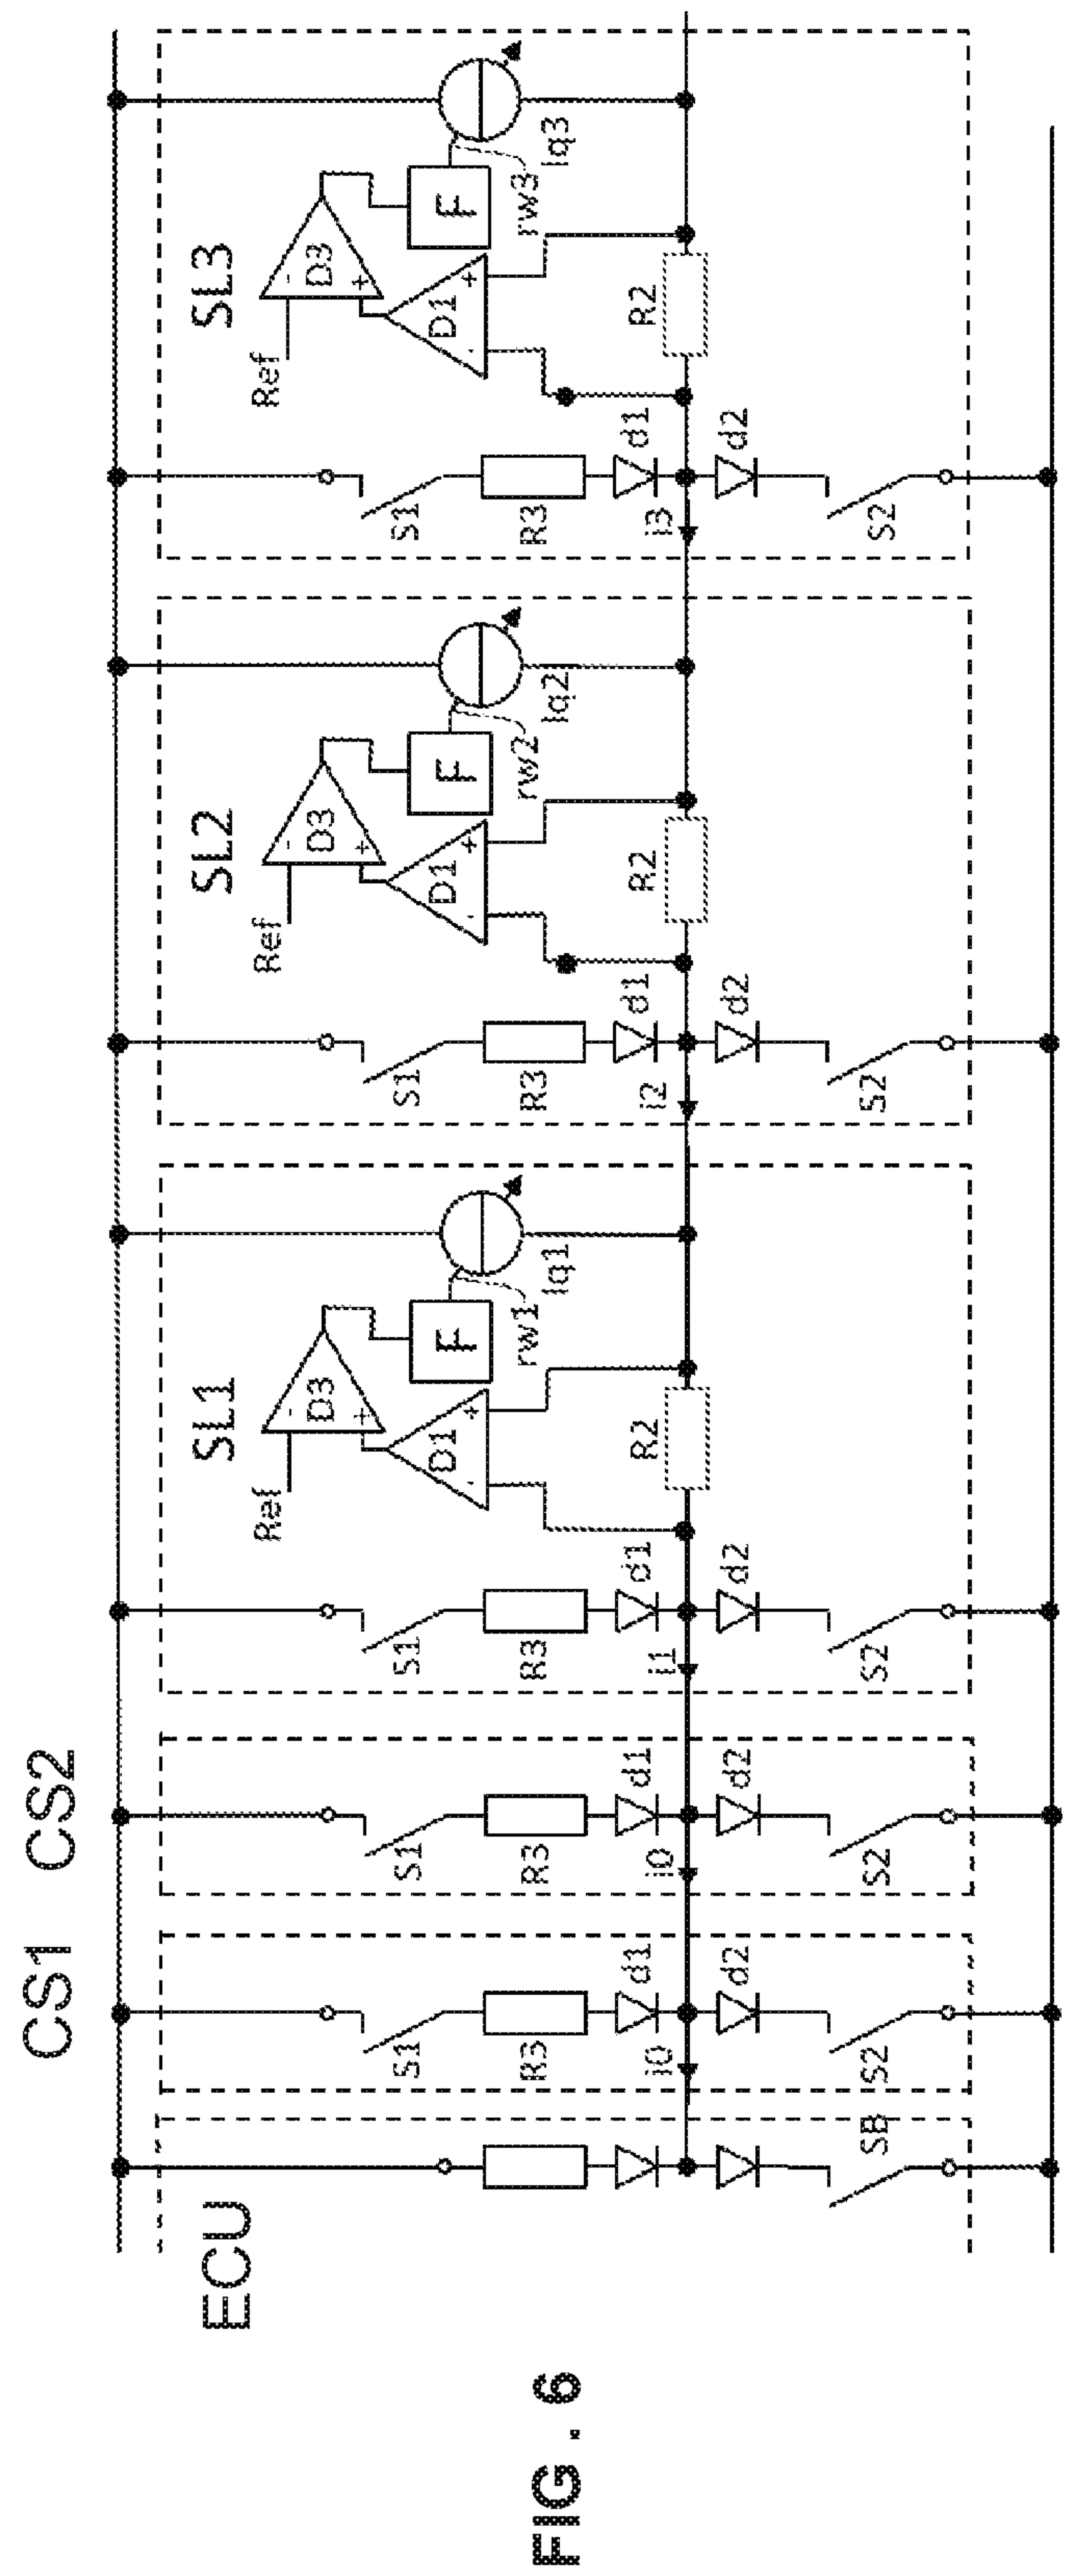 CS1 CS2
ECU
SB
i0
S1
R3
d1
d2
S2
i0
S1
R3
d1
d2
S2
SL1
Ref
D3
D1
F
rw1
Iq1
S1
R3
d1
R2
i1
d2
S2
SL2
Ref
D3
D1
F
rw2
Iq2
S1
R3
d1
R2
i2
d2
S2
SL3
Ref
D3
D1
F
rw3
Iq3
S1
R3
d1
R2
i3
d2
S2
FIG. 6